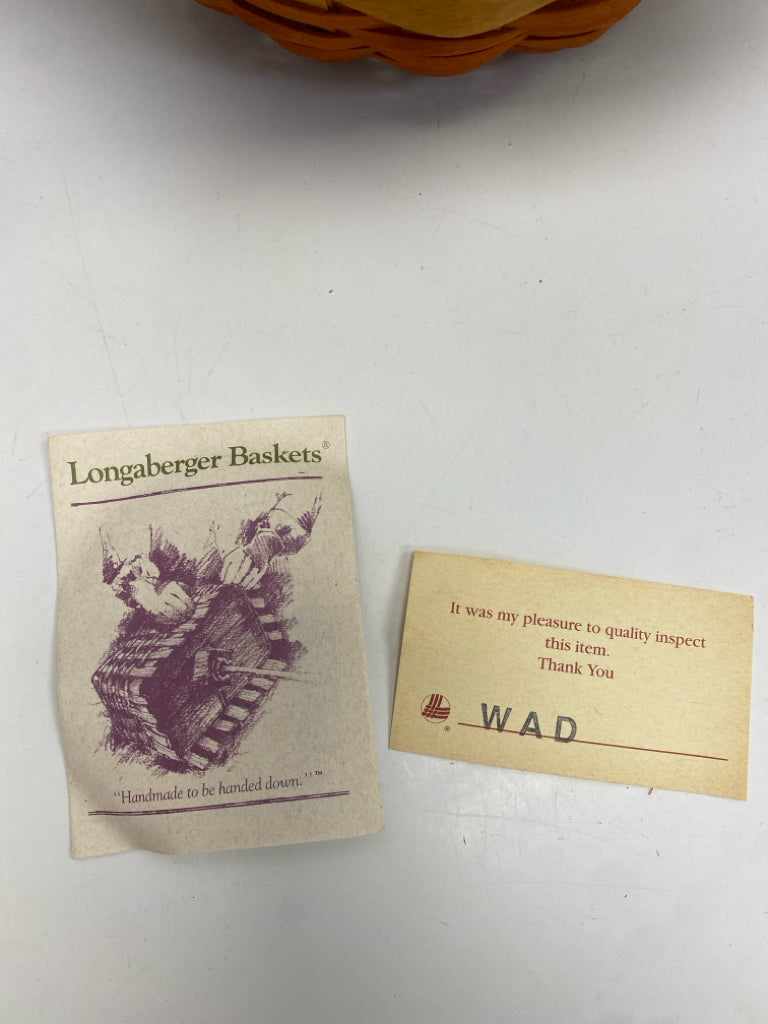 Longaberger Baskets®
“Handmade to be handed down.’’™
It was my pleasure to quality inspect
this item.
Thank You
® WAD